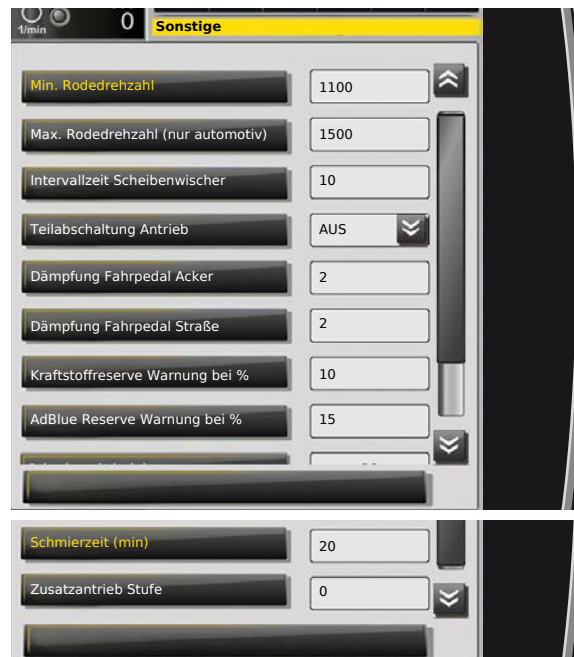 1/min
0
Sonstige
Min. Rodedrehzahl
1100
Max. Rodedrehzahl (nur automotiv)
1500
Intervallzeit Scheibenwischer
10
Teilabschaltung Antrieb
AUS
Dämpfung Fahrpedal Acker
2
Dämpfung Fahrpedal Straße
2
Kraftstoffreserve Warnung bei %
10
AdBlue Reserve Warnung bei %
15
Schmierzeit (min)
20
Zusatzantrieb Stufe
0